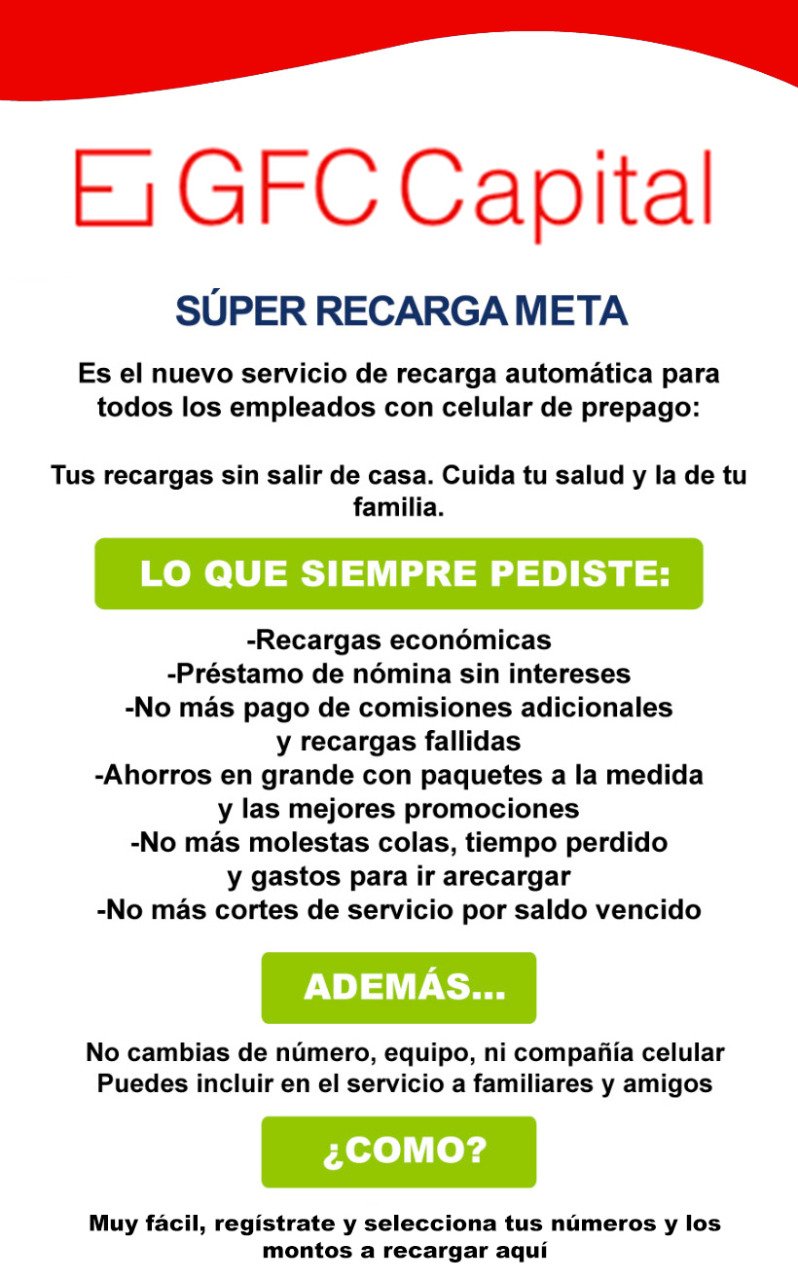 GFC Capital
SÚPER RECARGA META
Es el nuevo servicio de recarga automática para
todos los empleados con celular de prepago:
Tus recargas sin salir de casa. Cuida tu salud y la de tu
familia.
LO QUE SIEMPRE PEDISTE:
-Recargas económicas
-Préstamo de nómina sin intereses
-No más pago de comisiones adicionales
y recargas fallidas
-Ahorros en grande con paquetes a la medida
y las mejores promociones
-No más molestas colas, tiempo perdido
y gastos para ir arecargar
-No más cortes de servicio por saldo vencido
ADEMÁS...
No cambias de número, equipo, ni compañía celular
Puedes incluir en el servicio a familiares y amigos
¿COMO?
Muy fácil, regístrate y selecciona tus números y los
montos a recargar aquí